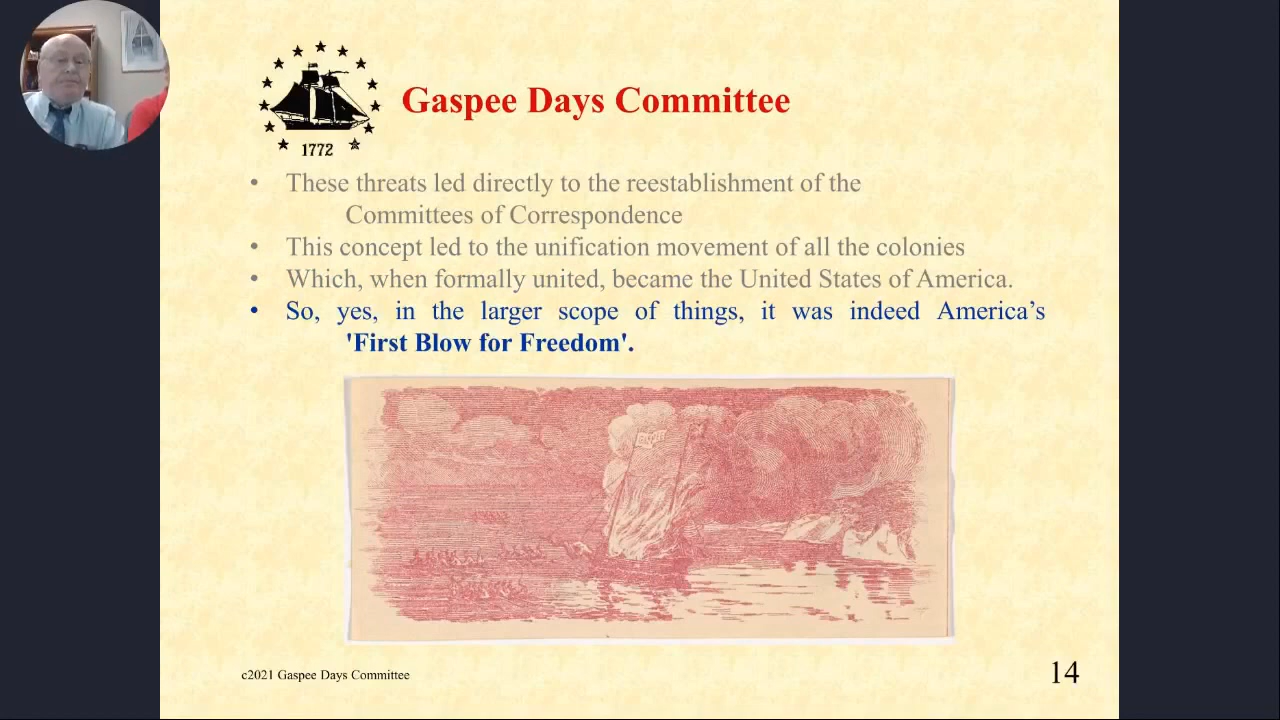 Gaspee Days Committee
1772
• These threats led directly to the reestablishment of the
Committees of Correspondence
• This concept led to the unification movement of all the colonies
• Which, when formally united, became the United States of America.
• So, yes, in the larger scope of things, it was indeed America’s
'First Blow for Freedom'.
GASPEE
c2021 Gaspee Days Committee
14